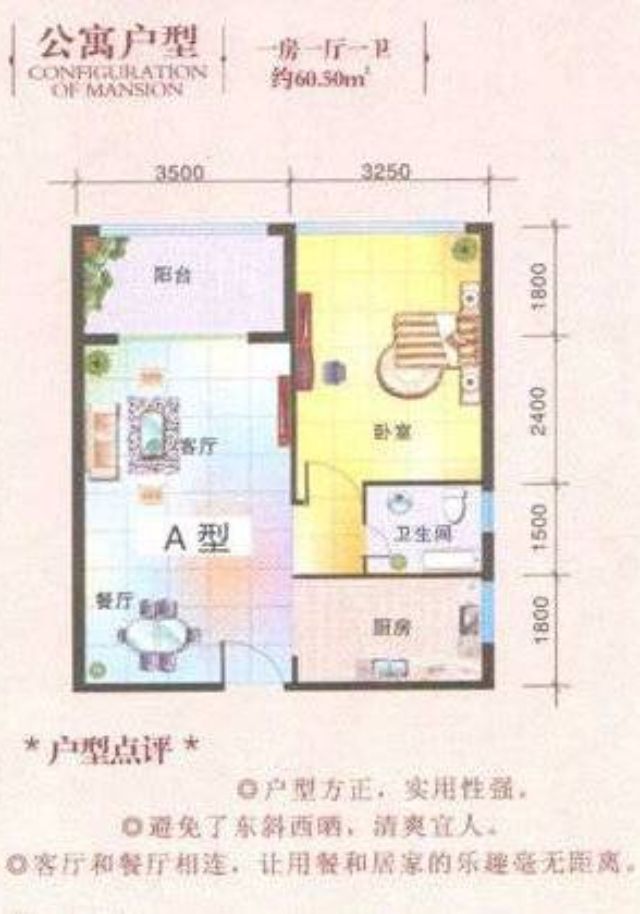 公寓户型
CONFIGURATION
OF MANSION
一房一厅一卫
约60.50m²
3500
3250
阳台
1800
2400
卧室
客厅
A 型
卫生间
1500
餐厅
厨房
1800
* 户型点评 *
◎户型方正，实用性强。
◎避免了东斜西晒，清爽宜人。
◎客厅和餐厅相连，让用餐和居家的乐趣毫无距离。